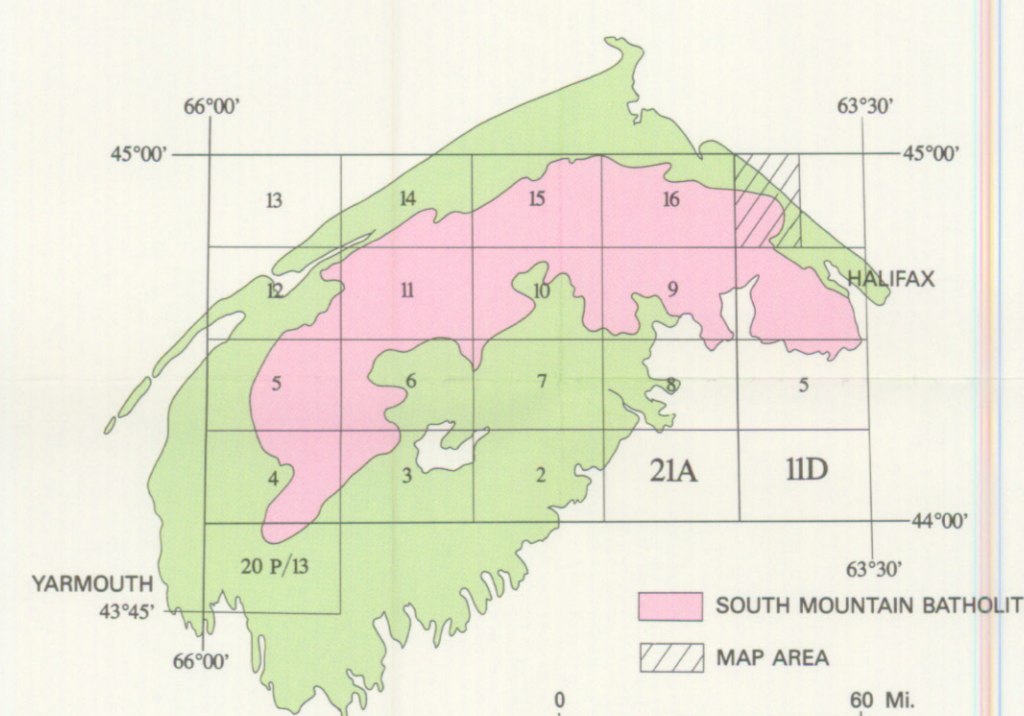 66°00′ 63°30′
45°00′ 45°00′
13 14 15 16
12 11 10 9 HALIFAX
5 6 7 8 5
4 3 2 21A 11D
44°00′
20 P/13 63°30′
YARMOUTH
43°45′
SOUTH MOUNTAIN BATHOLIT
66°00′ MAP AREA
0 60 Mi.